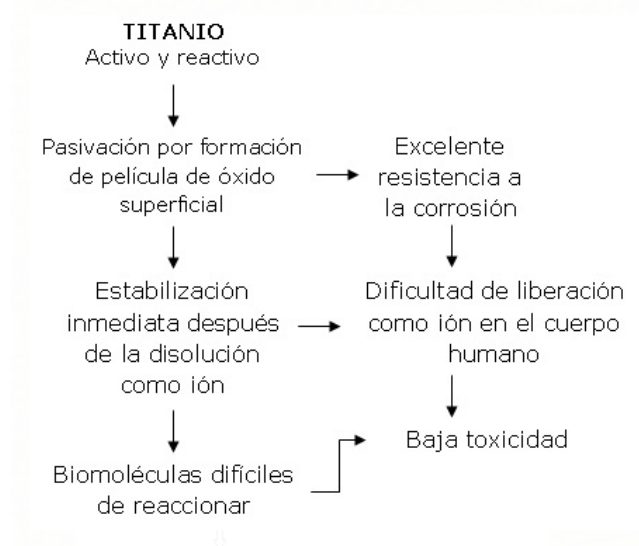 TITANIO
Activo y reactivo
Pasivación por formación
de película de óxido
superficial
Excelente
resistencia a
la corrosión
Estabilización
inmediata después
de la disolución
como ión
Dificultad de liberación
como ión en el cuerpo
humano
Biomoléculas difíciles
de reaccionar
Baja toxicidad